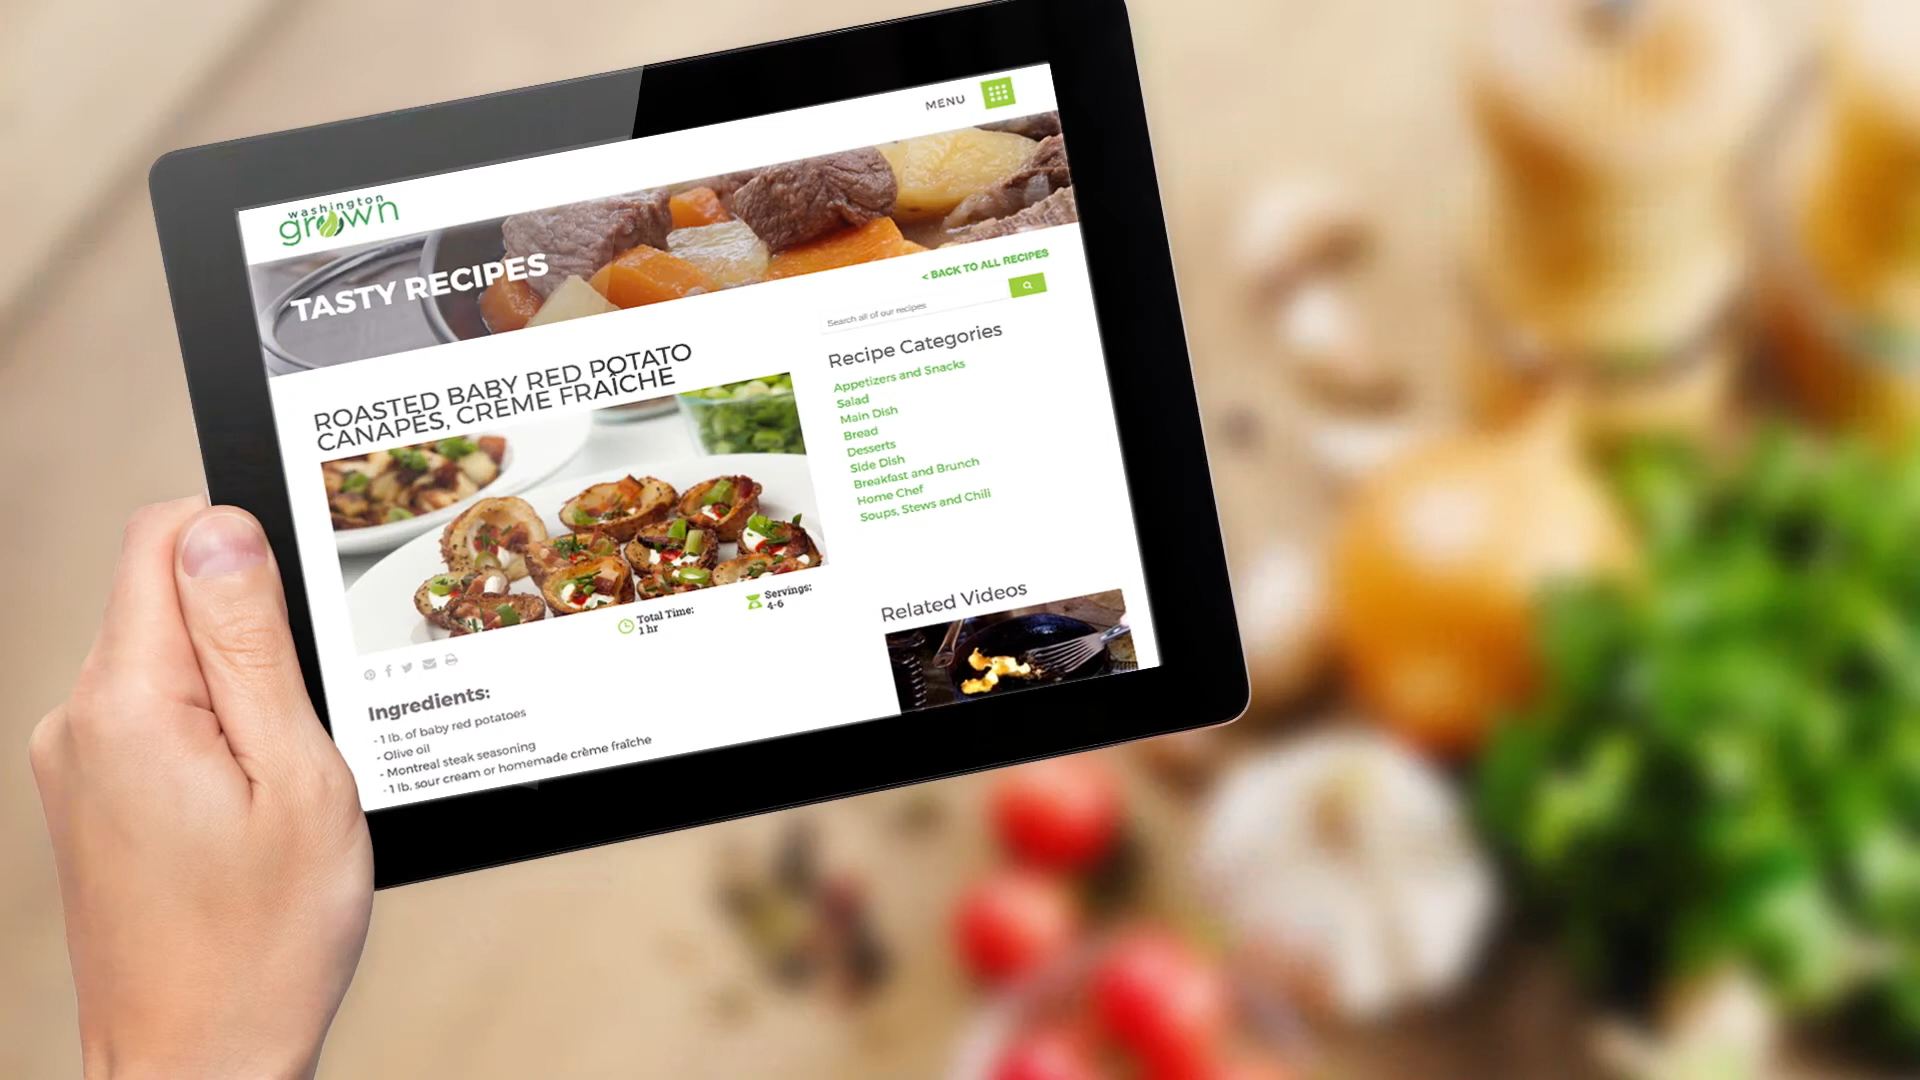 MENU
washington
grown
TASTY RECIPES
< BACK TO ALL RECIPES
Search all of our recipes
ROASTED BABY RED POTATO
CANAPÉS, CRÈME FRAÎCHE
Total Time:
1 hr
Servings:
4-6
Ingredients:
- 1 lb. of baby red potatoes
- Olive oil
- Montreal steak seasoning
- 1 lb. sour cream or homemade crème fraîche
Recipe Categories
Appetizers and Snacks
Salad
Main Dish
Bread
Desserts
Side Dish
Breakfast and Brunch
Home Chef
Soups, Stews and Chili
Related Videos